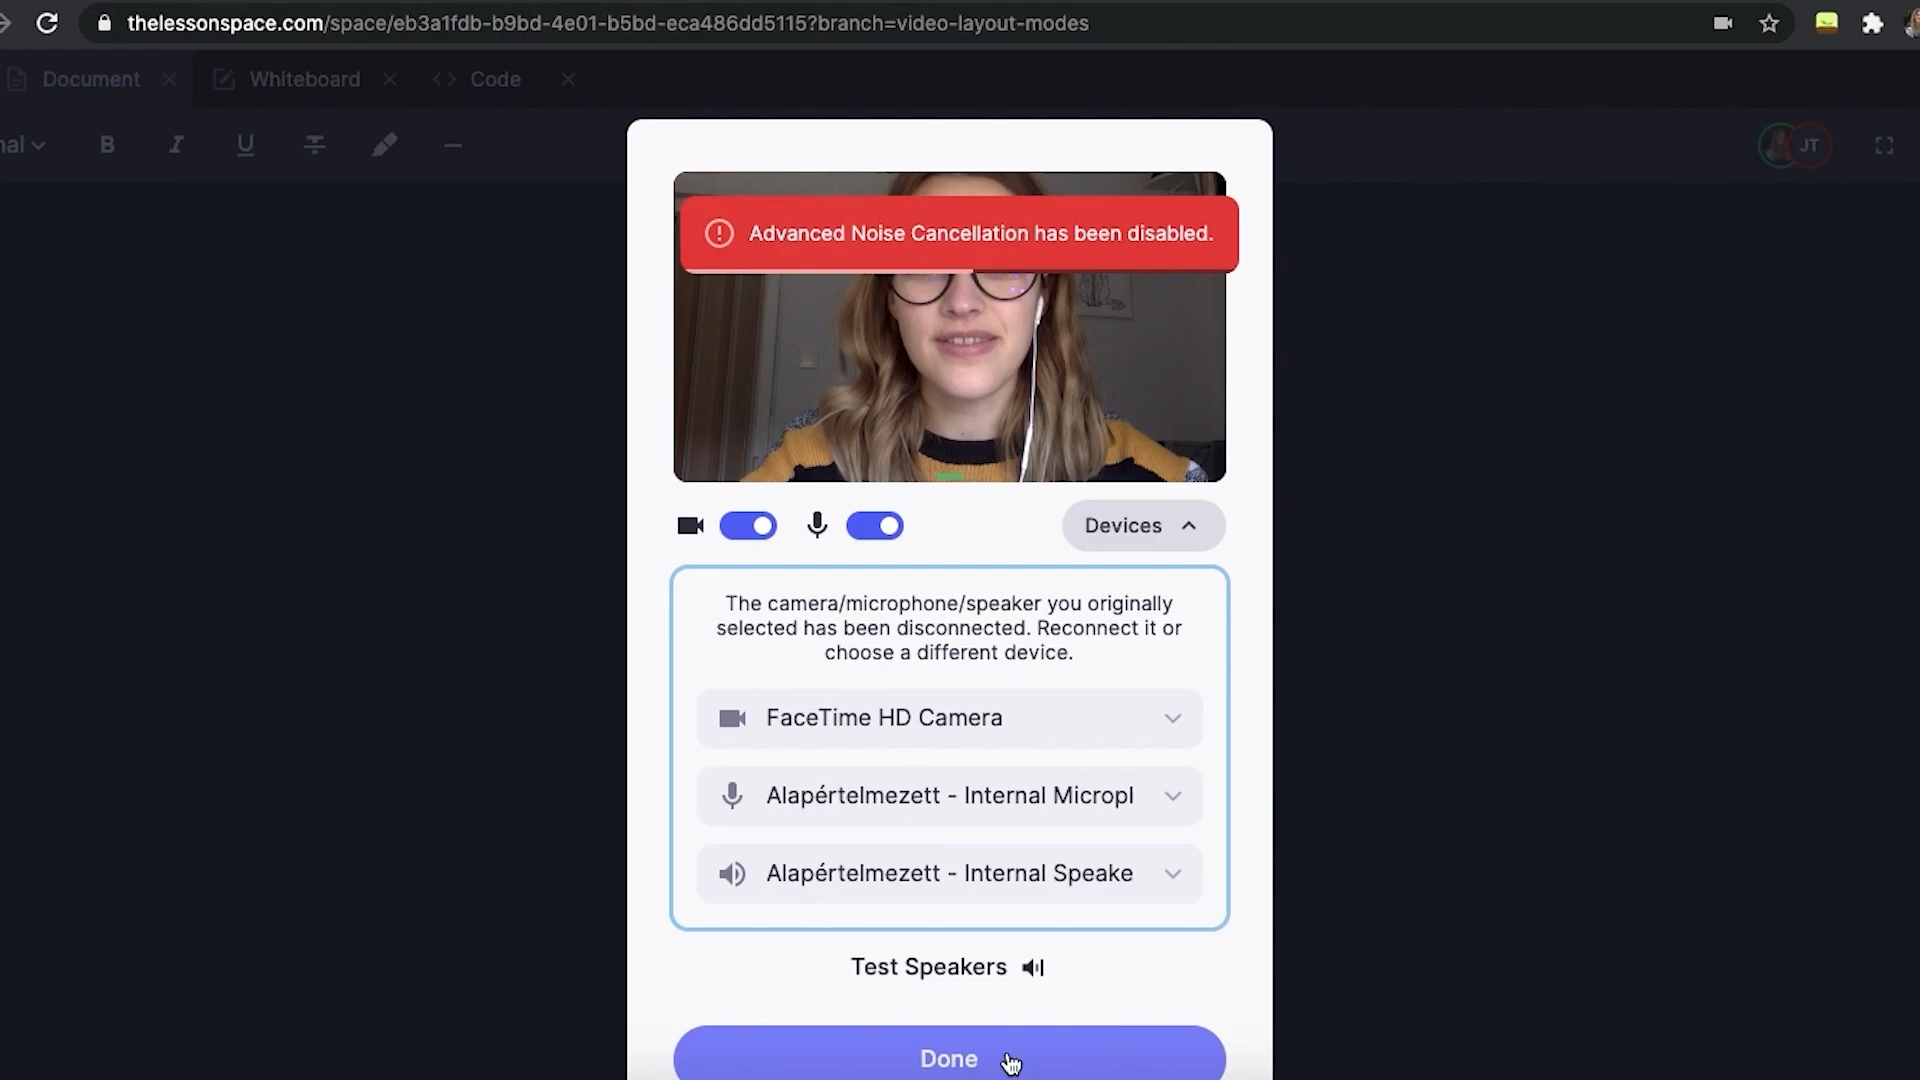 thelessonspace.com/space/eb3a1fdb-b9bd-4e01-b5bd-eca486dd5115?branch=video-layout-modes
Document Whiteboard Code
al B I U JT
Advanced Noise Cancellation has been disabled.
Devices
The camera/microphone/speaker you originally
selected has been disconnected. Reconnect it or
choose a different device.
FaceTime HD Camera
Alapértelmezett - Internal Micropl
Alapértelmezett - Internal Speake
Test Speakers
Done